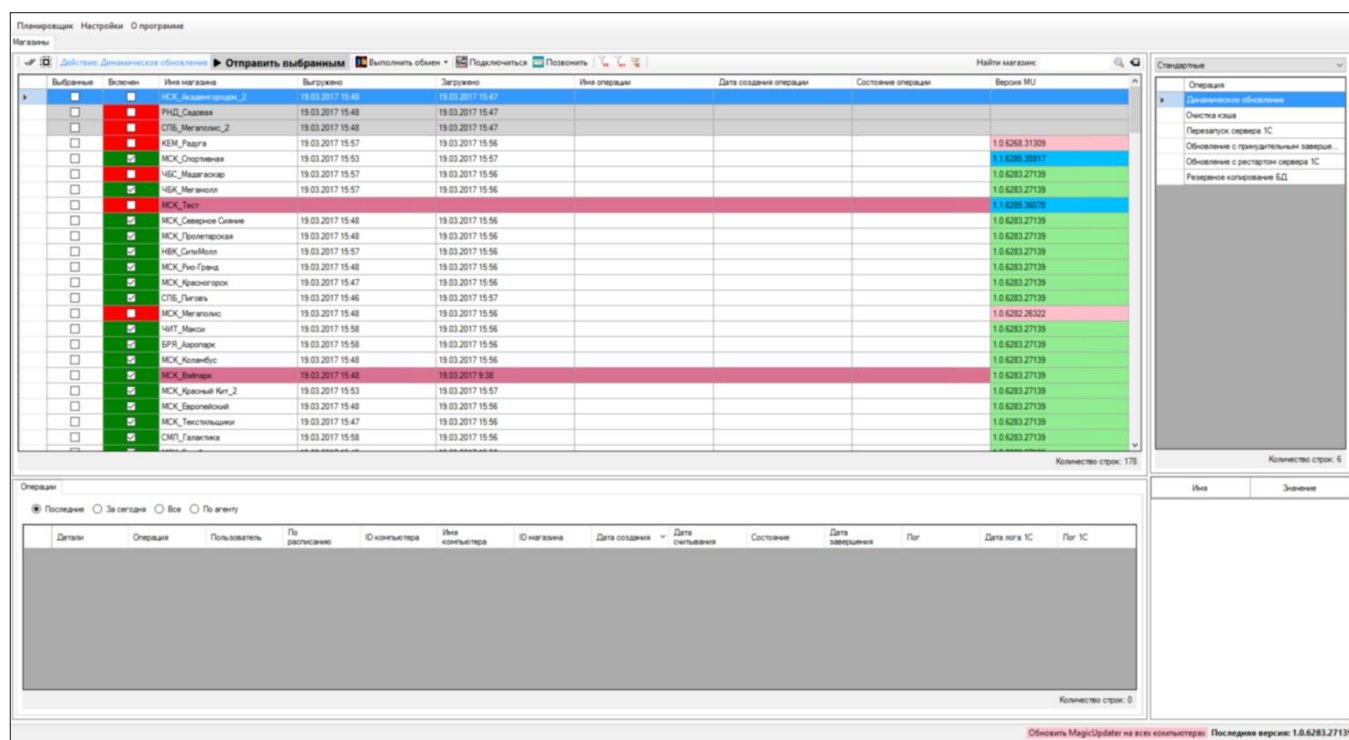 Планировщик Настройки О программе
Магазины
Действие: Динамическое обновление Отправить выбранным Выполнить обмен Подключиться Позвонить Найти магазин:
Выбранные Включен Имя магазина Выгружено Загружено Имя операции Дата создания операции Состояние операции Версия MU
НСК_Академгородок_2 19.03.2017 15:48 19.03.2017 15:47
РНД_Садовая 19.03.2017 15:48 19.03.2017 15:47
СПБ_Мегаполис_2 19.03.2017 15:48 19.03.2017 15:47
КЕМ_Радуга 19.03.2017 15:57 19.03.2017 15:56 1.0.6268.31309
МСК_Спортивная 19.03.2017 15:53 19.03.2017 15:57 1.1.6285.35917
ЧБС_Мадагаскар 19.03.2017 15:57 19.03.2017 15:56 1.0.6283.27139
ЧБК_Мегамолл 19.03.2017 15:57 19.03.2017 15:56 1.0.6283.27139
МСК_Тест 1.1.6285.36078
МСК_Северное Сияние 19.03.2017 15:48 19.03.2017 15:56 1.0.6283.27139
МСК_Пролетарская 19.03.2017 15:48 19.03.2017 15:56 1.0.6283.27139
НВК_СитиМолл 19.03.2017 15:57 19.03.2017 15:56 1.0.6283.27139
МСК_Рио-Гранд 19.03.2017 15:48 19.03.2017 15:56 1.0.6283.27139
МСК_Красногорск 19.03.2017 15:47 19.03.2017 15:56 1.0.6283.27139
СПБ_Лиговъ 19.03.2017 15:46 19.03.2017 15:57 1.0.6283.27139
МСК_Мегаполис 19.03.2017 15:48 19.03.2017 15:56 1.0.6282.26322
ЧИТ_Макси 19.03.2017 15:58 19.03.2017 15:56 1.0.6283.27139
БРЯ_Аэропарк 19.03.2017 15:58 19.03.2017 15:56 1.0.6283.27139
МСК_Коламбус 19.03.2017 15:48 19.03.2017 15:56 1.0.6283.27139
МСК_Вэйпарк 19.03.2017 15:48 19.03.2017 9:38 1.0.6283.27139
МСК_Красный Кит_2 19.03.2017 15:53 19.03.2017 15:57 1.0.6283.27139
МСК_Европейский 19.03.2017 15:48 19.03.2017 15:56 1.0.6283.27139
МСК_Текстильщики 19.03.2017 15:47 19.03.2017 15:56 1.0.6283.27139
СМЛ_Галактика 19.03.2017 15:58 19.03.2017 15:56 1.0.6283.27139
Количество строк: 178
Стандартные
Операция
Динамическое обновление
Очистка кэша
Перезапуск сервера 1С
Обновление с принудительным заверше...
Обновление с рестартом сервера 1С
Резервное копирование БД
Количество строк: 6
Операции
Последние За сегодня Все По агенту
Детали Операция Пользователь По расписанию ID компьютера Имя компьютера ID магазина Дата создания Дата считывания Состояние Дата завершения Лог Дата лога 1С Лог 1С
Количество строк: 0
Имя Значение
Обновить MagicUpdater на всех компьютерах Последняя версия: 1.0.6283.27139